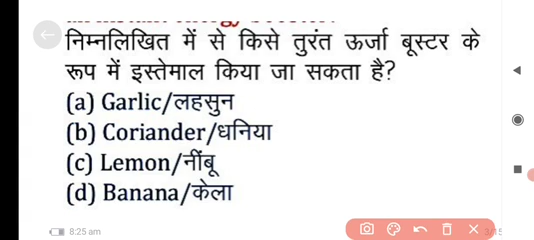 निम्नलिखित में से किसे तुरंत ऊर्जा बूस्टर के
रूप में इस्तेमाल किया जा सकता है?
(a) Garlic/लहसुन
(b) Coriander/धनिया
(c) Lemon/नींबू
(d) Banana/केला
8:25 am